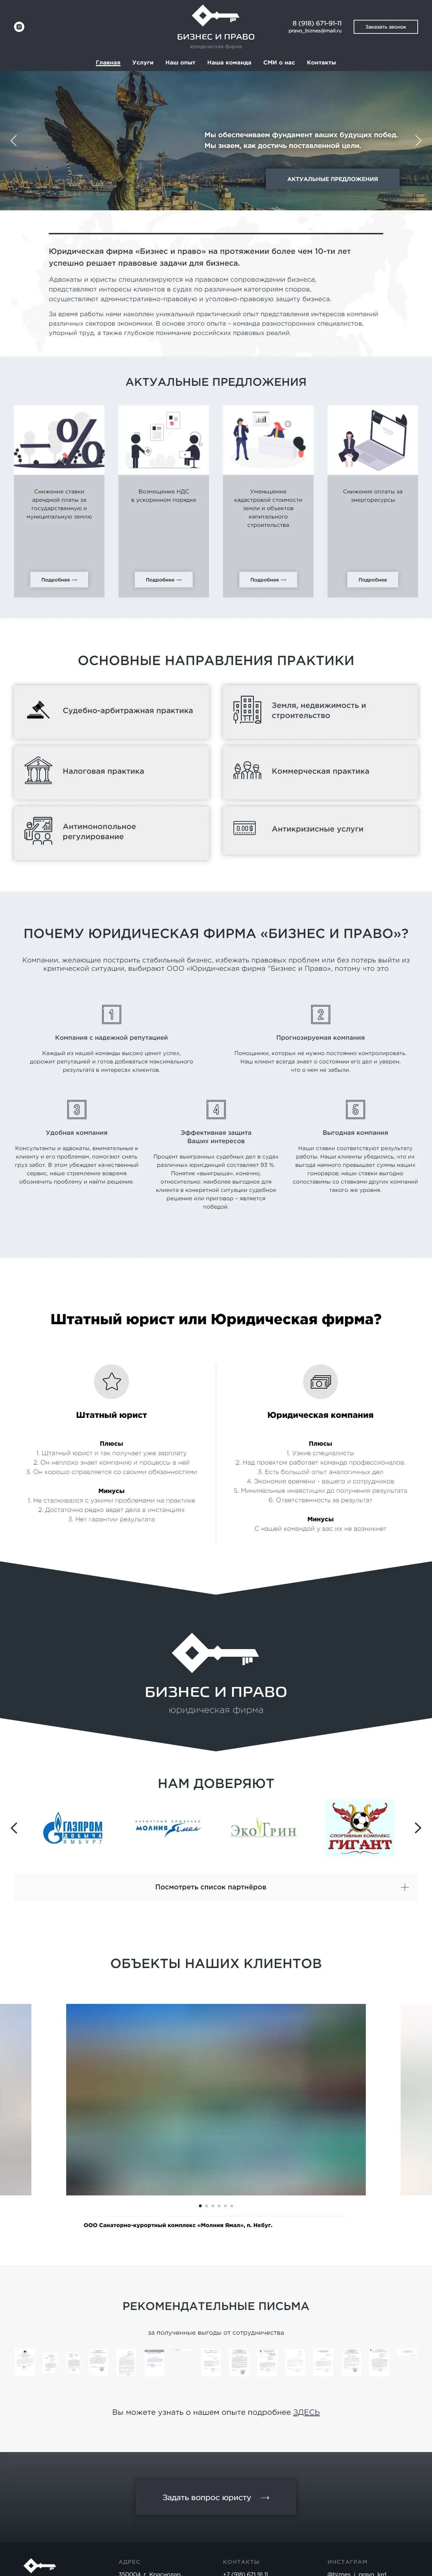 БИЗНЕС И ПРАВО
юридическая фирма
8 (918) 671-91-11
pravo_biznes@mail.ru
Заказать звонок
Главная
Услуги
Наш опыт
Наша команда
СМИ о нас
Контакты
Мы обеспечиваем фундамент ваших будущих побед.
Мы знаем, как достичь поставленной цели.
АКТУАЛЬНЫЕ ПРЕДЛОЖЕНИЯ
Юридическая фирма «Бизнес и право» на протяжении более чем 10-ти лет
успешно решает правовые задачи для бизнеса.
Адвокаты и юристы специализируются на правовом сопровождении бизнеса,
представляют интересы клиентов в судах по различным категориям споров,
осуществляют административно-правовую и уголовно-правовую защиту бизнеса.
За время работы нами накоплен уникальный практический опыт представления интересов компаний
различных секторов экономики. В основе этого опыта – команда разносторонних специалистов,
упорный труд, а также глубокое понимание российских правовых реалий.
АКТУАЛЬНЫЕ ПРЕДЛОЖЕНИЯ
%
Снижение ставки
арендной платы за
государственную и
муниципальную землю
Подробнее →
Возмещение НДС
в ускоренном порядке
Подробнее →
Уменьшение
кадастровой стоимости
земли и объектов
капитального
строительства
Подробнее →
Снижение оплаты за
энергоресурсы
Подробнее
ОСНОВНЫЕ НАПРАВЛЕНИЯ ПРАКТИКИ
Судебно-арбитражная практика
Земля, недвижимость и
строительство
Налоговая практика
Коммерческая практика
Антимонопольное
регулирование
0.00 $
Антикризисные услуги
ПОЧЕМУ ЮРИДИЧЕСКАЯ ФИРМА «БИЗНЕС И ПРАВО»?
Компании, желающие построить стабильный бизнес, избежать правовых проблем или без потерь выйти из
критической ситуации, выбирают ООО «Юридическая фирма "Бизнес и Право», потому что это
1
Компания с надежной репутацией
Каждый из нашей команды высоко ценит успех,
дорожит репутацией и готов добиваться максимального
результата в интересах клиентов.
2
Прогнозируемая компания
Помощники, которых не нужно постоянно контролировать.
Наш клиент всегда знает о состоянии его дел и уверен,
что о нем не забыли.
3
Удобная компания
Консультанты и адвокаты, внимательные к
клиенту и его проблемам, помогают снять
груз забот. В этом убеждает качественный
сервис, наше стремление вовремя
обозначить проблему и найти решение.
4
Эффективная защита
Ваших интересов
Процент выигранных судебных дел в судах
различных юрисдикций составляет 93 %.
Понятие «выигрыша», конечно,
относительно: наиболее выгодное для
клиента в конкретной ситуации судебное
решение или приговор – является
победой.
5
Выгодная компания
Наши ставки соответствуют результату
работы. Наши клиенты убедились, что их
выгода намного превышает суммы наших
гонораров; наши ставки выгодно
сопоставимы со ставками других компаний
такого же уровня.
Штатный юрист или Юридическая фирма?
Штатный юрист
Плюсы
1. Штатный юрист и так получает уже зарплату
2. Он неплохо знает компанию и процессы в ней
3. Он хорошо справляется со своими обязанностями
Минусы
1. Не сталкивался с узкими проблемами на практике
2. Достаточно редко ведет дела в инстанциях
3. Нет гарантии результата
Юридическая компания
Плюсы
1. Узкие специалисты
2. Над проектом работает команда профессионалов.
3. Есть большой опыт аналогичных дел
4. Экономия времени - вашего и сотрудников
5. Минимальные инвестиции до получения результата
6. Ответственность за результат
Минусы
С нашей командой у вас их не возникнет
БИЗНЕС И ПРАВО
юридическая фирма
НАМ ДОВЕРЯЮТ
ГАЗПРОМ
ДОБЫЧА
ЯМБУРГ
МОЛНИЯ Ямал
ЭкоГрин
СПОРТИВНЫЙ КОМПЛЕКС
ГИГАНТ
Посмотреть список партнёров
ОБЪЕКТЫ НАШИХ КЛИЕНТОВ
ООО Санаторно-курортный комплекс «Молния Ямал», п. Небуг.
РЕКОМЕНДАТЕЛЬНЫЕ ПИСЬМА
за полученные выгоды от сотрудничества
Вы можете узнать о нашем опыте подробнее ЗДЕСЬ
Задать вопрос юристу →
АДРЕС
КОНТАКТЫ
ИНСТАГРАМ
350004, г. Краснодар,
+7 (918) 671 91 11
@biznes_i_pravo_krd